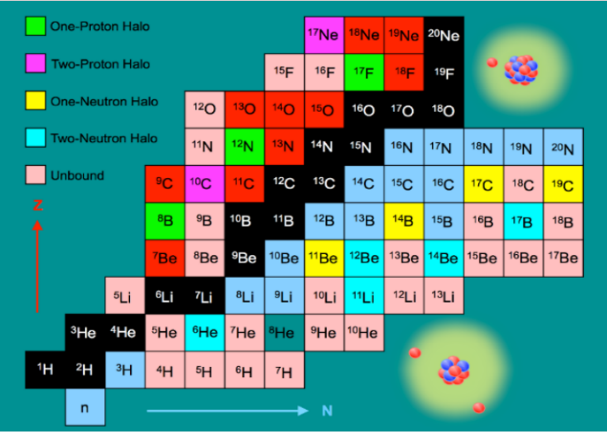 One-Proton Halo
Two-Proton Halo
One-Neutron Halo
Two-Neutron Halo
Unbound
¹⁷Ne ¹⁸Ne ¹⁹Ne ²⁰Ne
¹⁵F ¹⁶F ¹⁷F ¹⁸F ¹⁹F
¹²O ¹³O ¹⁴O ¹⁵O ¹⁶O ¹⁷O ¹⁸O
¹¹N ¹²N ¹³N ¹⁴N ¹⁵N ¹⁶N ¹⁷N ¹⁸N ¹⁹N ²⁰N
⁹C ¹⁰C ¹¹C ¹²C ¹³C ¹⁴C ¹⁵C ¹⁶C ¹⁷C ¹⁸C ¹⁹C
Z
⁸B ⁹B ¹⁰B ¹¹B ¹²B ¹³B ¹⁴B ¹⁵B ¹⁶B ¹⁷B ¹⁸B
⁷Be ⁸Be ⁹Be ¹⁰Be ¹¹Be ¹²Be ¹³Be ¹⁴Be ¹⁵Be ¹⁶Be ¹⁷Be
⁵Li ⁶Li ⁷Li ⁸Li ⁹Li ¹⁰Li ¹¹Li ¹²Li ¹³Li
³He ⁴He ⁵He ⁶He ⁷He ⁸He ⁹He ¹⁰He
¹H ²H ³H ⁴H ⁵H ⁶H ⁷H
n
N